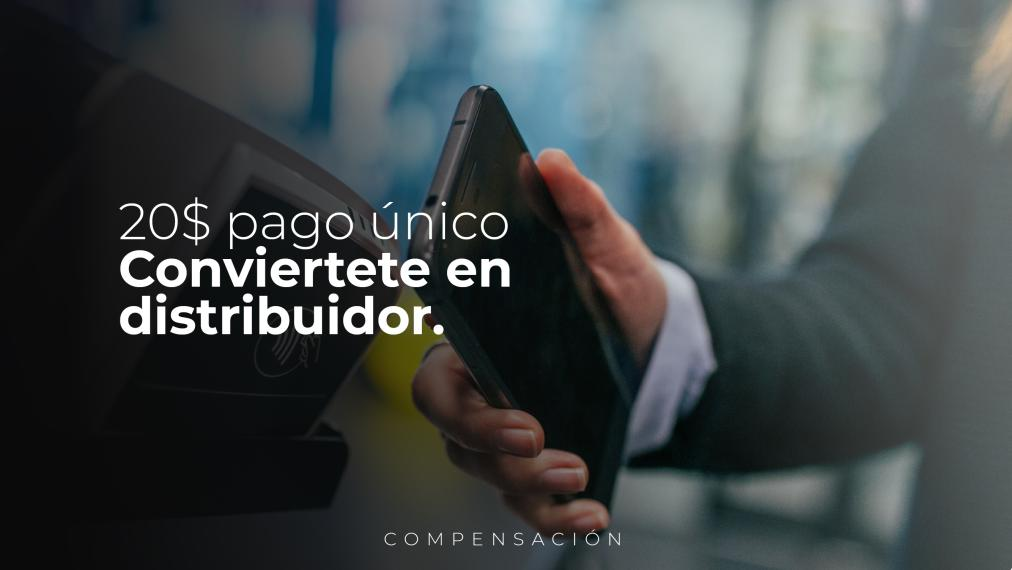 20$ pago único
Conviertete en
distribuidor.
COMPENSACIÓN